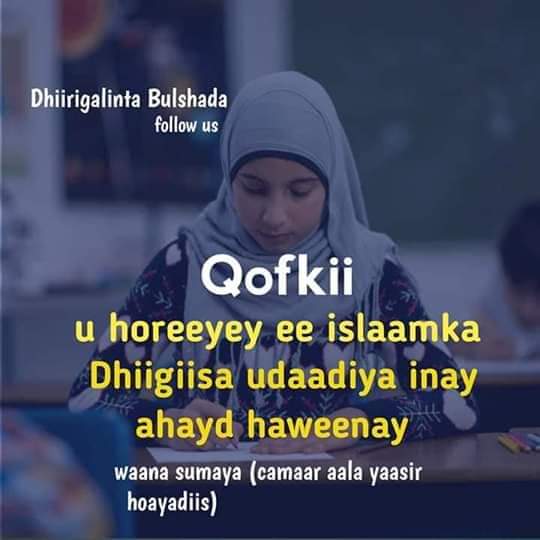 Dhiirigalinta Bulshada
follow us
Qofkii
u horeeyey ee islaamka
Dhiigiisa udaadiya inay
ahayd haweenay
waana sumaya (camaar aala yaasir
hoayadiis)